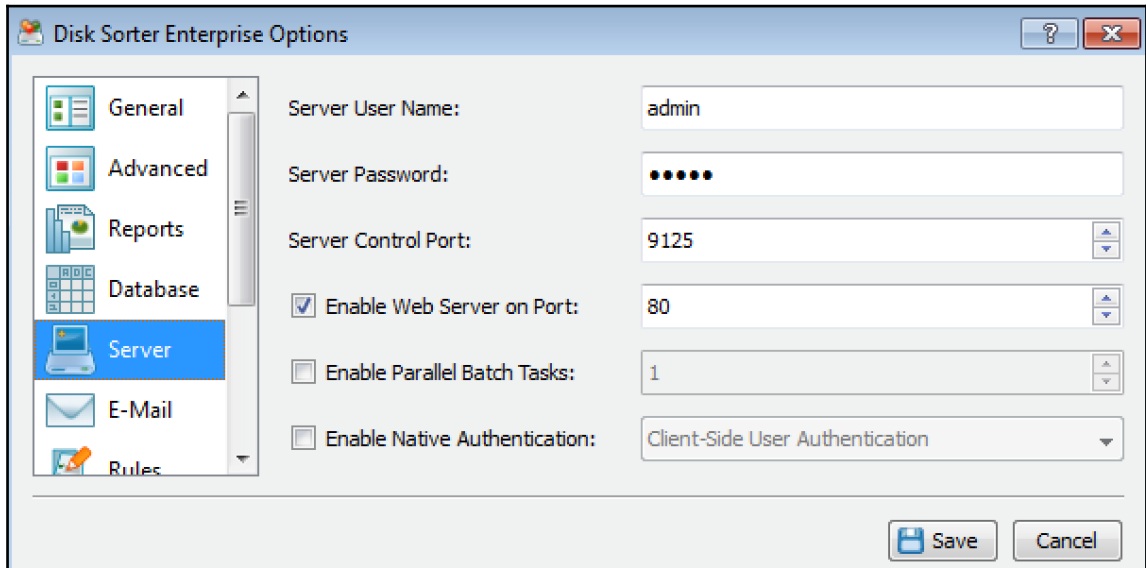 Disk Sorter Enterprise Options
General
Advanced
Reports
Database
Server
E-Mail
Rules
Server User Name: admin
Server Password: •••••
Server Control Port: 9125
Enable Web Server on Port: 80
Enable Parallel Batch Tasks: 1
Enable Native Authentication: Client-Side User Authentication
Save Cancel